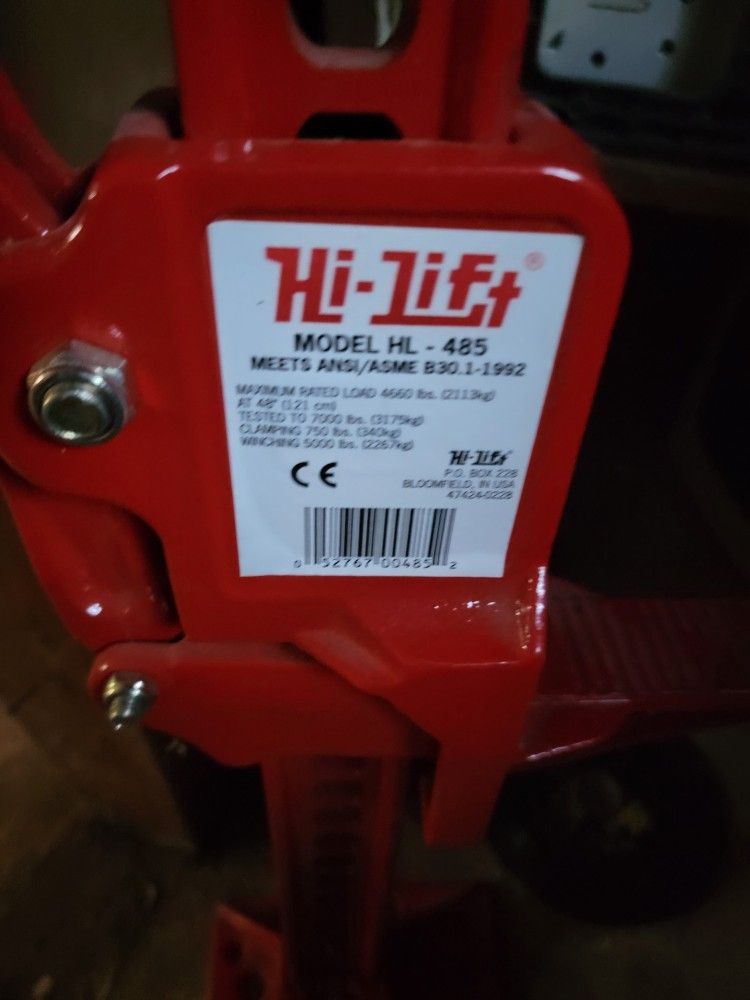 Hi-Lift®
MODEL HL - 485
MEETS ANSI/ASME B30.1-1992
MAXIMUM RATED LOAD 4660 lbs. (2113kg)
AT 48" (121 cm)
TESTED TO 7000 lbs. (3175kg)
CLAMPING 750 lbs. (340kg)
WINCHING 5000 lbs. (2267kg)
CE
Hi-Lift
P.O. BOX 228
BLOOMFIELD, IN USA
47424-0228
0 52767 00485 2